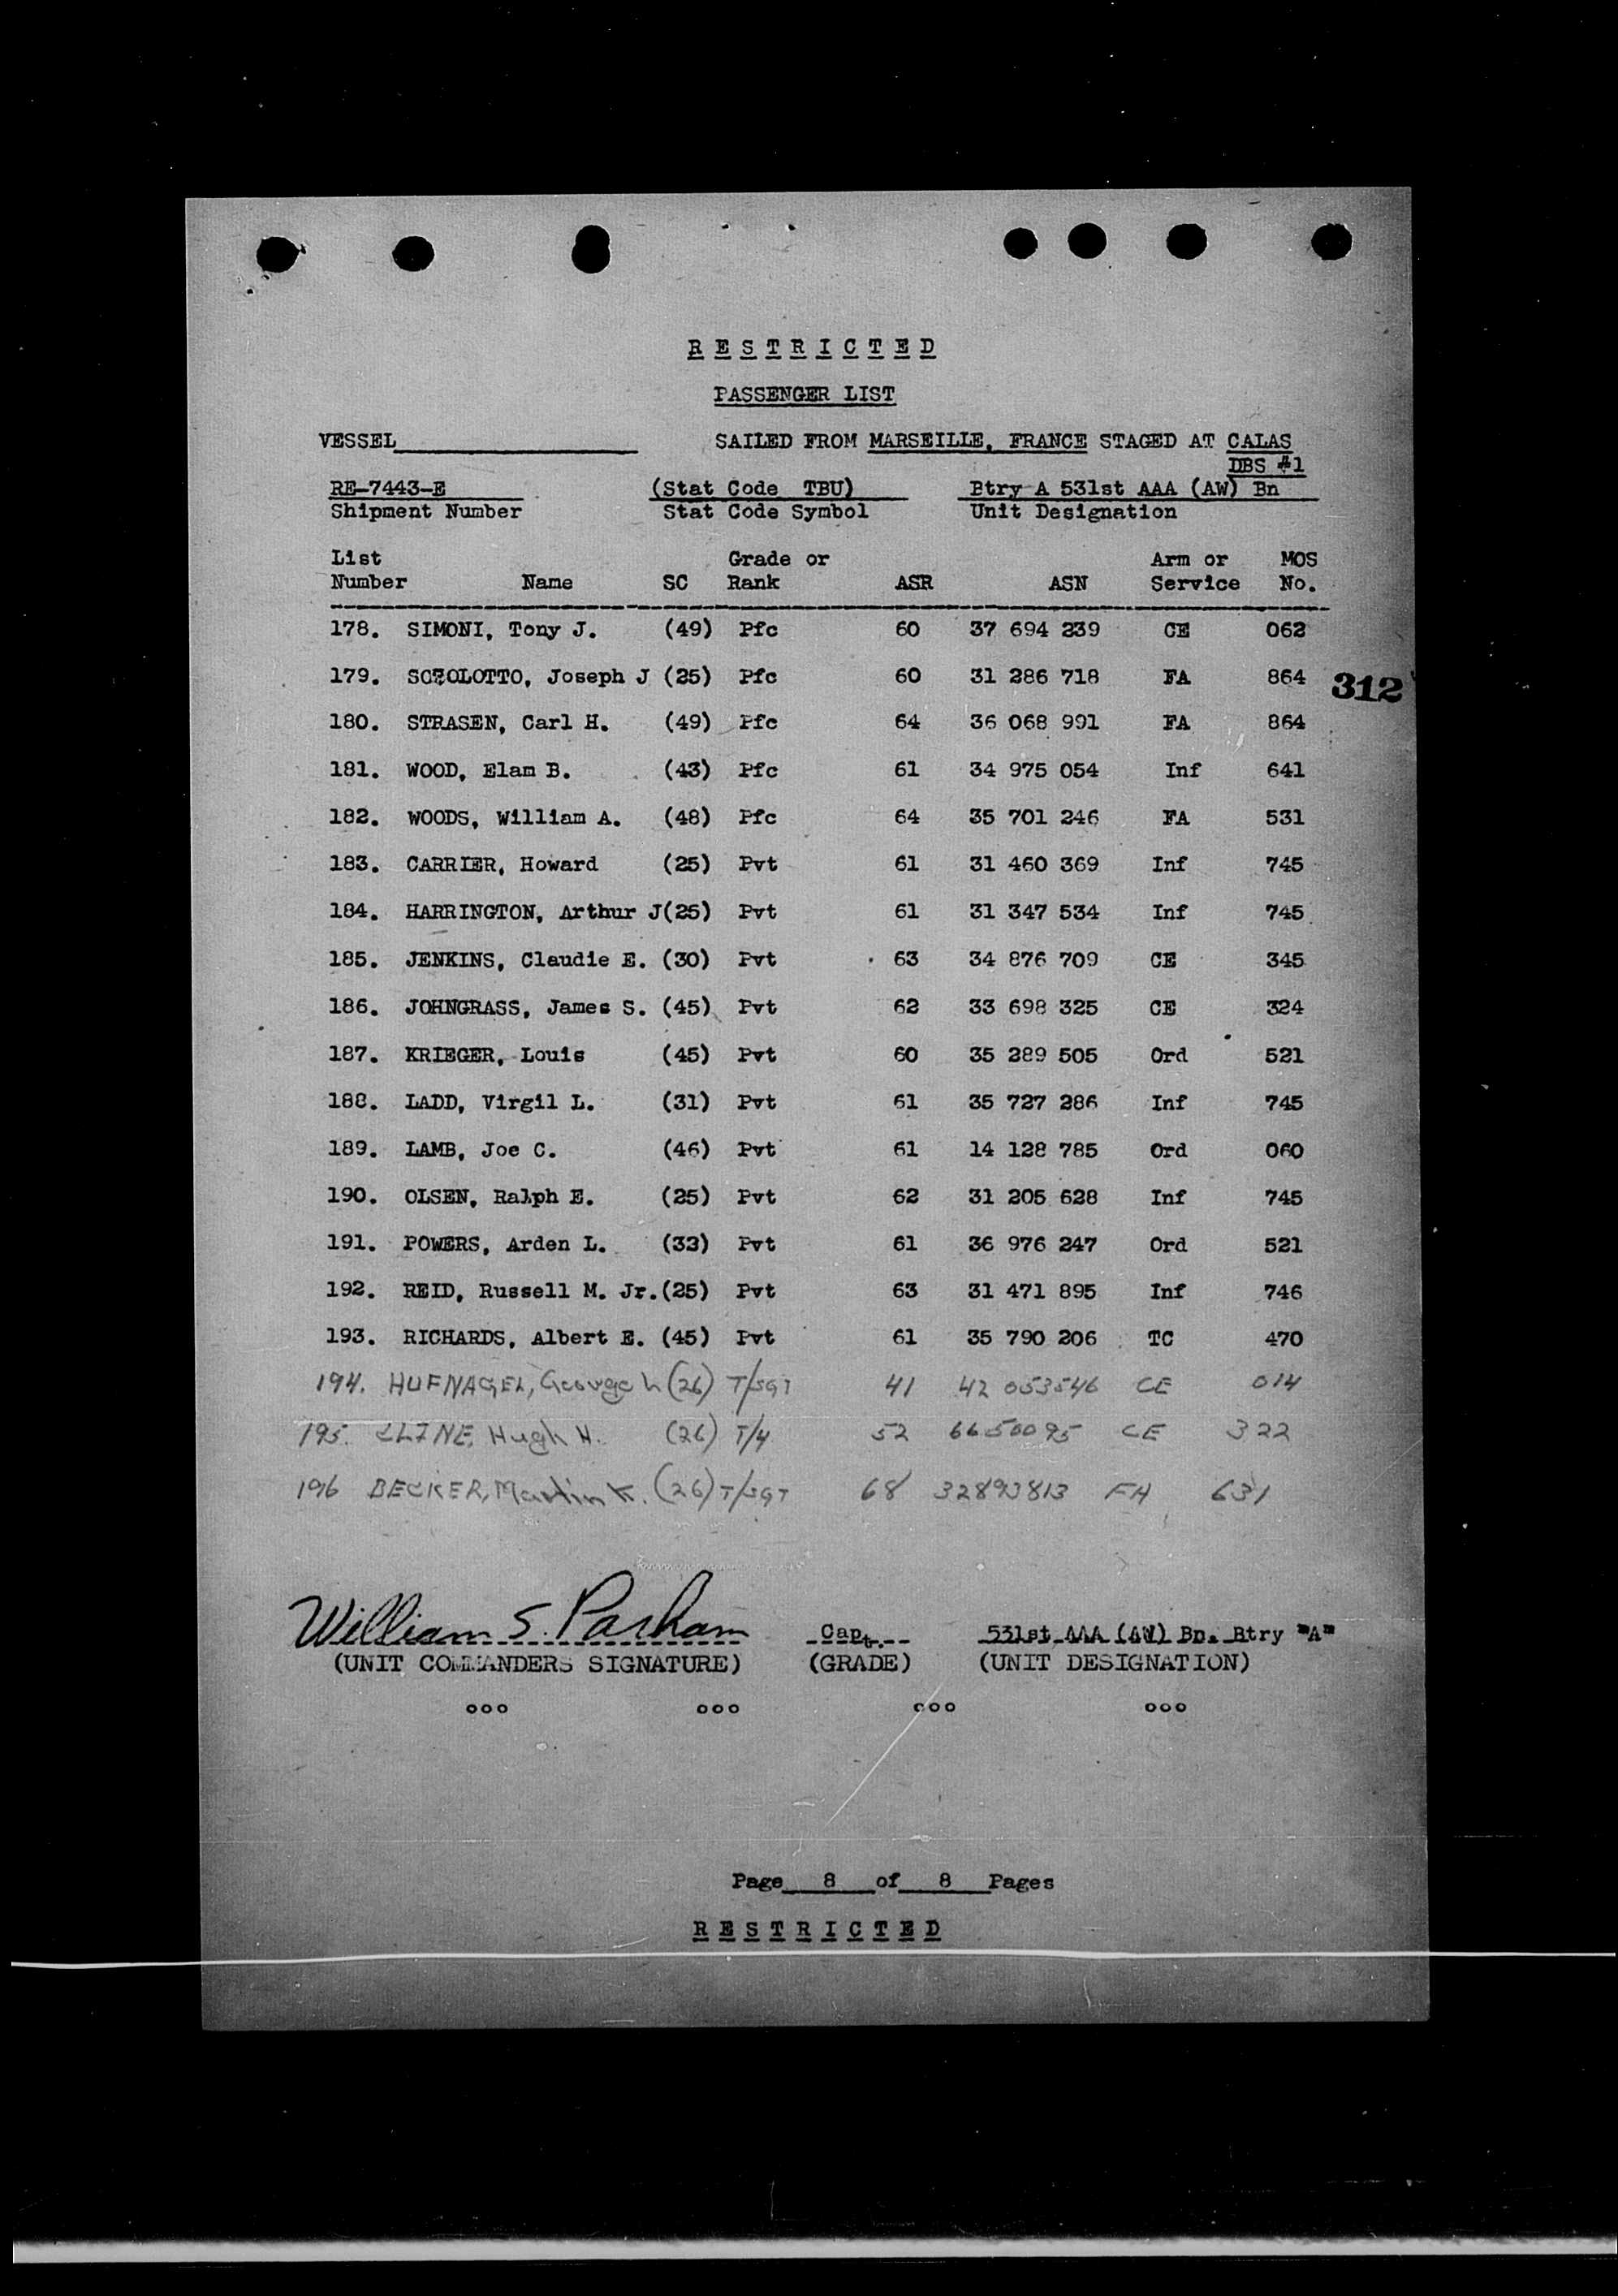 RESTRICTED
PASSENGER LIST
VESSEL SAILED FROM MARSEILLE, FRANCE STAGED AT CALAS
DBS #1
RE-7443-E (Stat Code TBU) Btry A 531st AAA (AW) Bn
Shipment Number Stat Code Symbol Unit Designation
List Grade or Arm or MOS
Number Name SC Rank ASR ASN Service No.
178. SIMONI, Tony J. (49) Pfc 60 37 694 239 CE 062
179. SCZOLOTTO, Joseph J (25) Pfc 60 31 286 718 FA 864 312
180. STRASEN, Carl H. (49) Pfc 64 36 068 991 FA 864
181. WOOD, Elam B. (43) Pfc 61 34 975 054 Inf 641
182. WOODS, William A. (48) Pfc 64 35 701 246 FA 531
183. CARRIER, Howard (25) Pvt 61 31 460 369 Inf 745
184. HARRINGTON, Arthur J(25) Pvt 61 31 347 534 Inf 745
185. JENKINS, Claudie E. (30) Pvt 63 34 876 709 CE 345
186. JOHNGRASS, James S. (45) Pvt 62 33 698 325 CE 324
187. KRIEGER, Louis (45) Pvt 60 35 289 505 Ord 521
188. LADD, Virgil L. (31) Pvt 61 35 727 286 Inf 745
189. LAMB, Joe C. (46) Pvt 61 14 128 785 Ord 060
190. OLSEN, Ralph E. (25) Pvt 62 31 205 628 Inf 745
191. POWERS, Arden L. (33) Pvt 61 36 976 247 Ord 521
192. REID, Russell M. Jr.(25) Pvt 63 31 471 895 Inf 746
193. RICHARDS, Albert E. (45) Pvt 61 35 790 206 TC 470
194. HUFNAGEL, George L (26) T/SGT 41 42 053546 CE 014
195. CLINE, Hugh H. (26) T/4 52 6650095 CE 322
196 BECKER, Martin K. (26) T/SGT 68 32893813 FA 631
William S. Parham Capt. 531st AAA (AW) Bn. Btry "A"
(UNIT COMMANDERS SIGNATURE) (GRADE) (UNIT DESIGNATION)
ooo ooo ooo ooo
Page 8 of 8 Pages
RESTRICTED